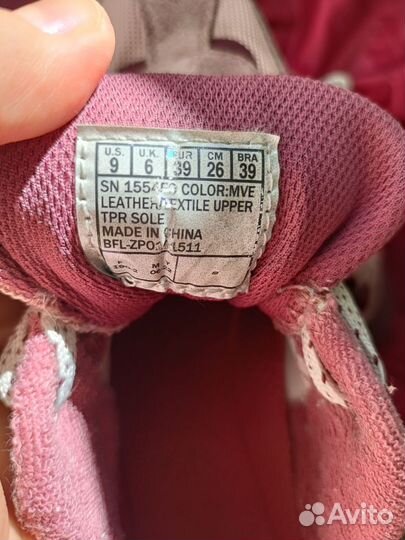 U.S. U.K. EUR CM BRA
9 6 39 26 39
SN COLOR:MVE
LEATHER/TEXTILE UPPER
TPR SOLE
MADE IN CHINA
Avito